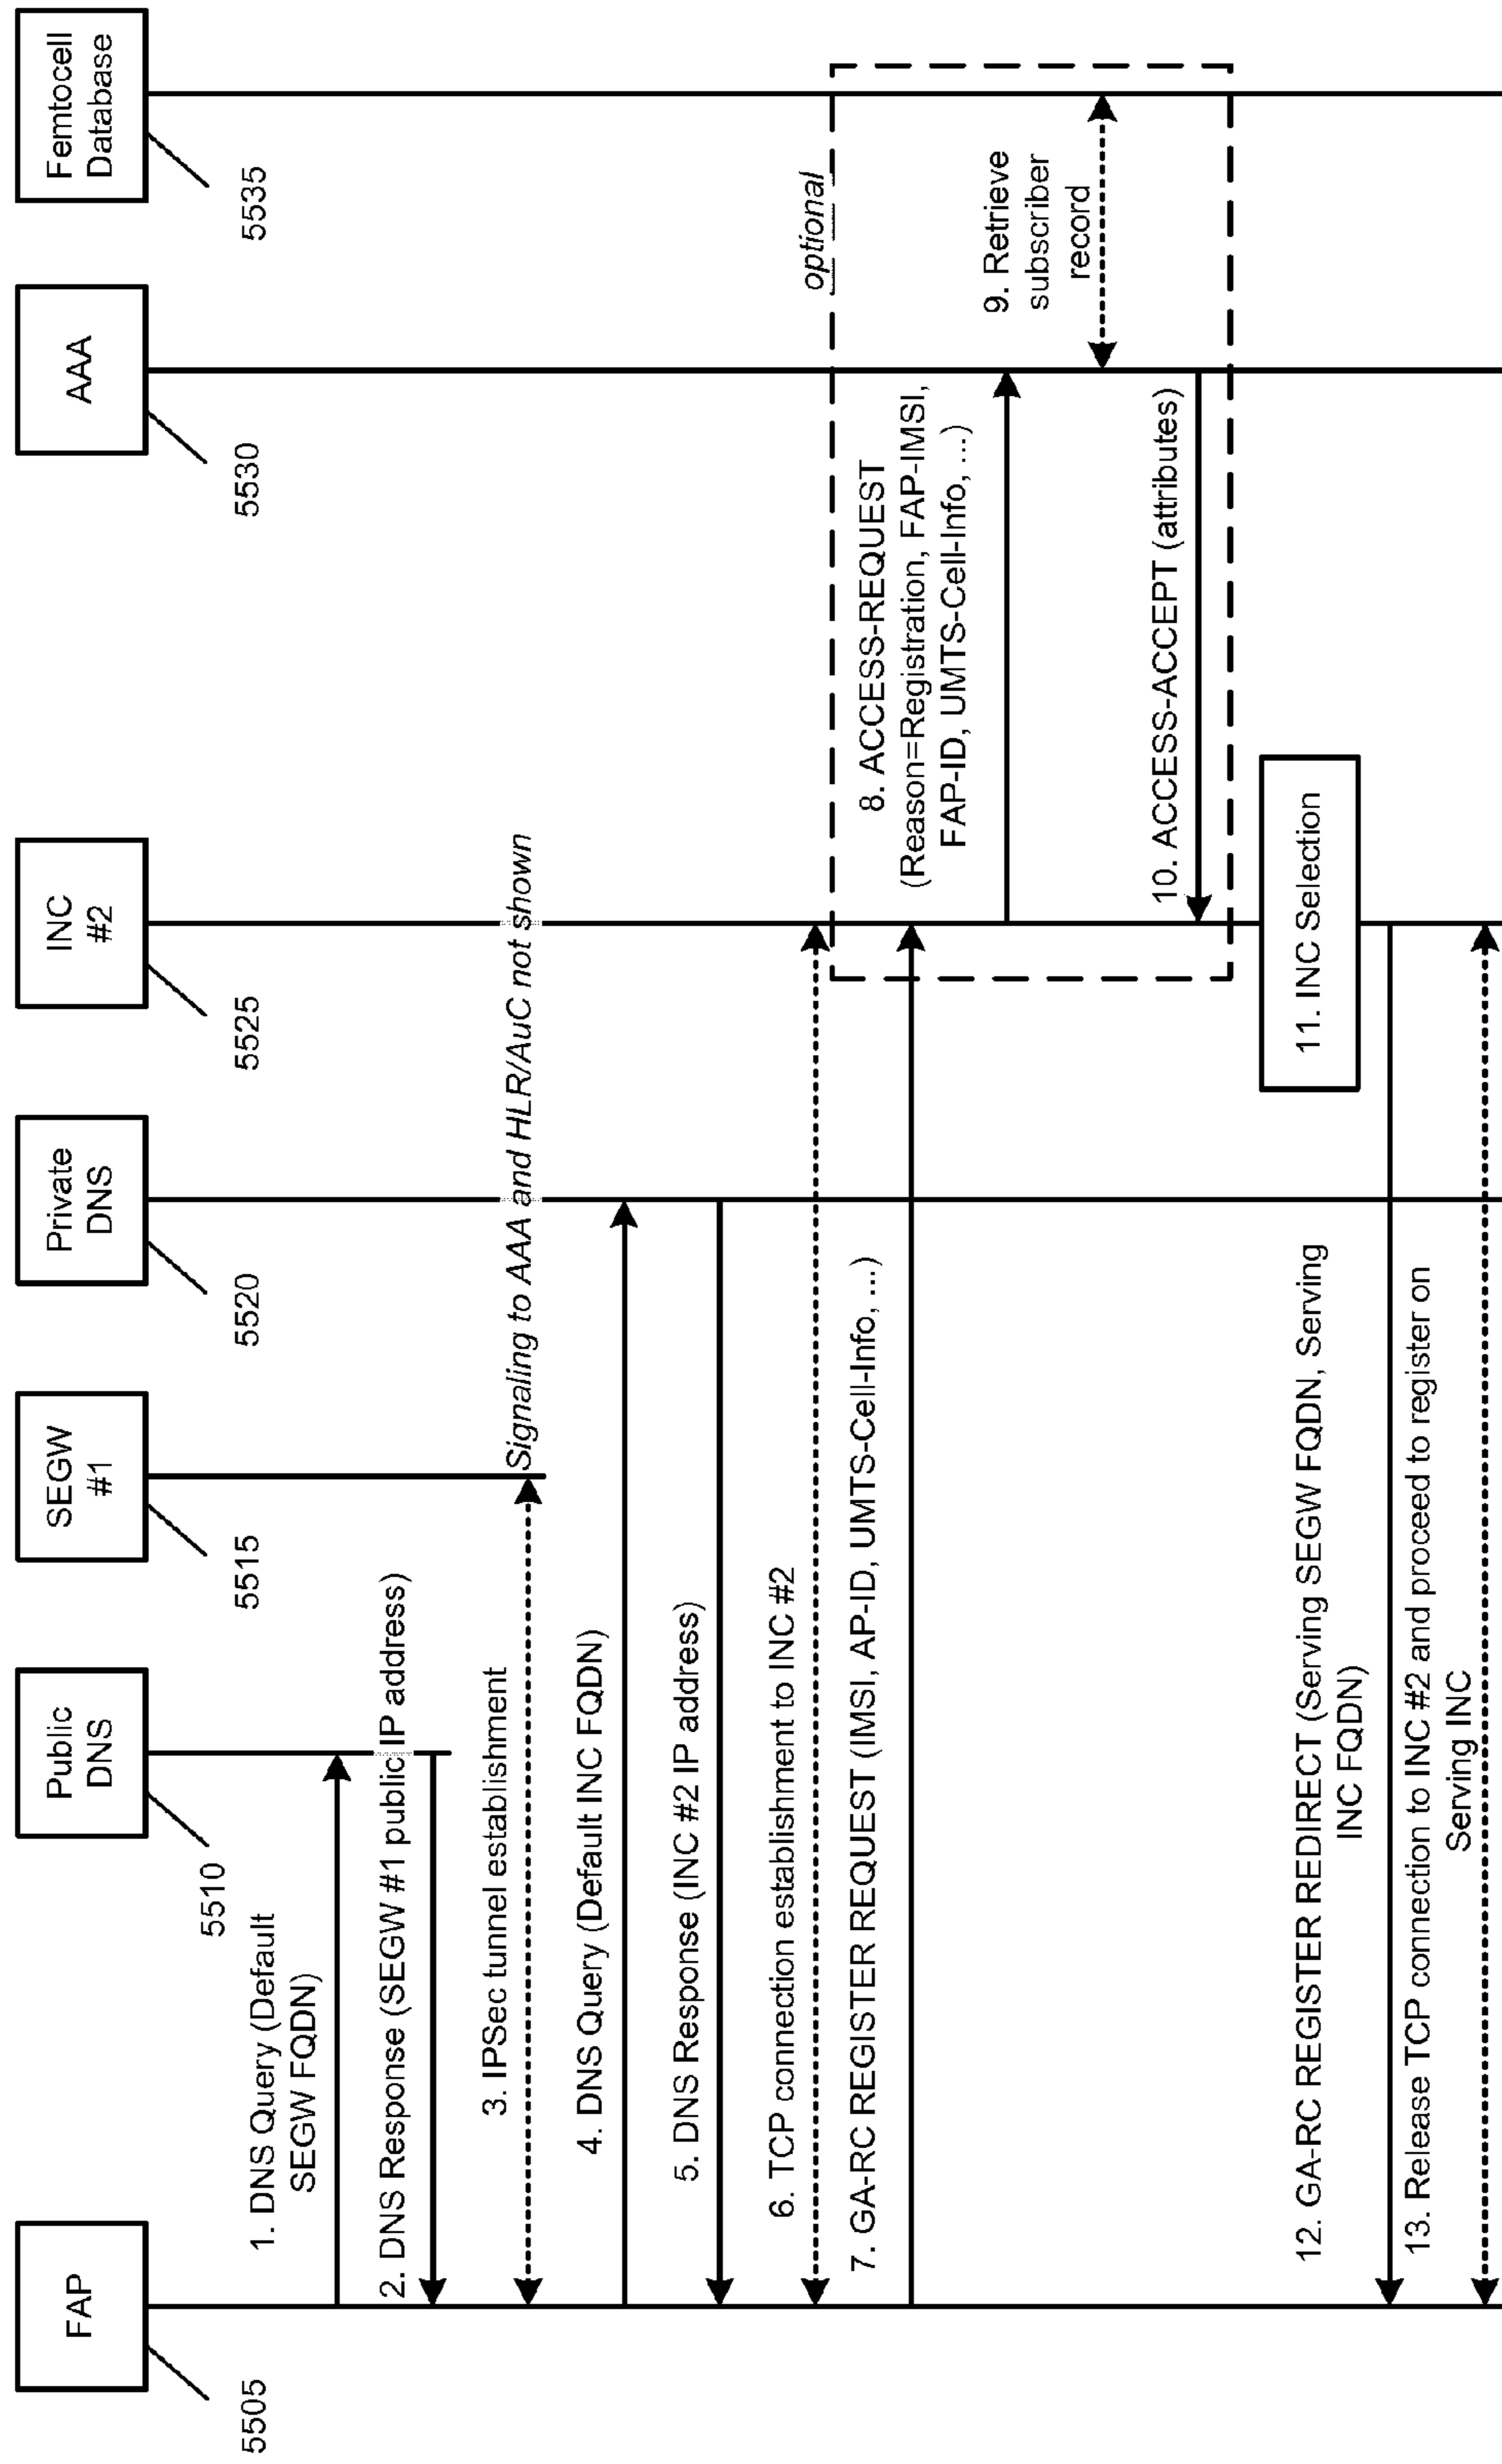 FAP
5505
Public
DNS
5510
SEGW
#1
5515
Private
DNS
5520
INC
#2
5525
AAA
5530
Femtocell
Database
5535
1. DNS Query (Default
SEGW FQDN)
2. DNS Response (SEGW #1 public IP address)
3. IPSec tunnel establishment
Signaling to AAA and HLR/AuC not shown
4. DNS Query (Default INC FQDN)
5. DNS Response (INC #2 IP address)
6. TCP connection establishment to INC #2
optional
7. GA-RC REGISTER REQUEST (IMSI, AP-ID, UMTS-Cell-Info, ...)
8. ACCESS-REQUEST
(Reason=Registration, FAP-IMSI,
FAP-ID, UMTS-Cell-Info, ...)
9. Retrieve
subscriber
record
10. ACCESS-ACCEPT (attributes)
11. INC Selection
12. GA-RC REGISTER REDIRECT (Serving SEGW FQDN, Serving
INC FQDN)
13. Release TCP connection to INC #2 and proceed to register on
Serving INC